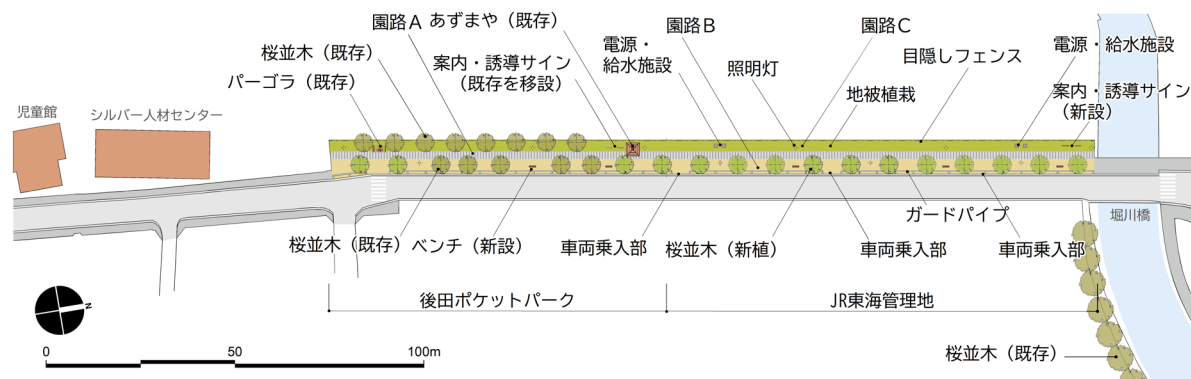 園路A
あずまや（既存）
園路B
園路C
桜並木（既存）
電源・
給水施設
目隠しフェンス
電源・給水施設
パーゴラ（既存）
案内・誘導サイン
（既存を移設）
照明灯
地被植栽
案内・誘導サイン
（新設）
児童館
シルバー人材センター
桜並木（既存）
ベンチ（新設）
車両乗入部
桜並木（新植）
車両乗入部
ガードパイプ
車両乗入部
堀川橋
後田ポケットパーク
JR東海管理地
桜並木（既存）
N
0
50
100m